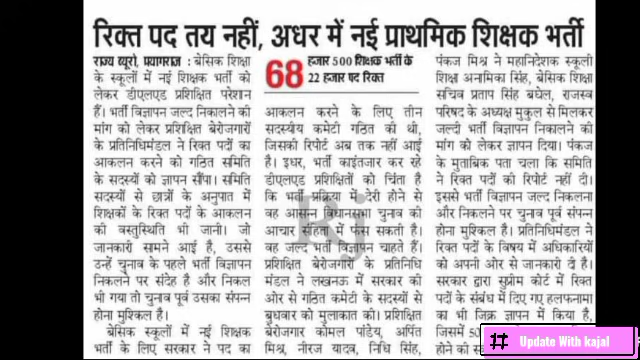 रिक्त पद तय नहीं, अधर में नई प्राथमिक शिक्षक भर्ती
राज्य ब्यूरो, प्रयागराज : बेसिक शिक्षा
के स्कूलों में नई शिक्षक भर्ती को
लेकर डीएलएड प्रशिक्षित परेशान
हैं। भर्ती विज्ञापन जल्द निकालने की
मांग को लेकर प्रशिक्षित बेरोजगारों
के प्रतिनिधिमंडल ने रिक्त पदों का
आकलन करने को गठित समिति
के सदस्यों को ज्ञापन सौंपा। समिति
सदस्यों से छात्रों के अनुपात में
शिक्षकों के रिक्त पदों के आकलन
की वस्तुस्थिति भी जानी। जो
जानकारी सामने आई है, उससे
उन्हें चुनाव के पहले भर्ती विज्ञापन
निकलने पर संदेह है और निकल
भी गया तो चुनाव पूर्व उसका संपन्न
होना मुश्किल है।
बेसिक स्कूलों में नई शिक्षक
भर्ती के लिए सरकार ने पद का
68 हजार 500 शिक्षक भर्ती के
22 हजार पद रिक्त
आकलन करने के लिए तीन
सदस्यीय कमेटी गठित की थी,
जिसकी रिपोर्ट अब तक नहीं आई
है। इधर, भर्ती काइंतजार कर रहे
डीएलएड प्रशिक्षितों को चिंता है
कि भर्ती प्रक्रिया में देरी होने से
वह आसन्न विधानसभा चुनाव की
आचार संहिता में फंस सकती है।
वह जल्द भर्ती विज्ञापन चाहते हैं।
प्रशिक्षित बेरोजगारों के प्रतिनिधि
मंडल ने लखनऊ में सरकार की
ओर से गठित कमेटी के सदस्यों से
बुधवार को मुलाकात की। प्रशिक्षित
बेरोजगार कोमल पांडेय, अर्पित
मिश्र, नीरज यादव, निधि सिंह,
पंकज मिश्र ने महानिदेशक स्कूली
शिक्षा अनामिका सिंह, बेसिक शिक्षा
सचिव प्रताप सिंह बघेल, राजस्व
परिषद के अध्यक्ष मुकुल से मिलकर
जल्दी भर्ती विज्ञापन निकालने की
मांग को लेकर ज्ञापन दिया। पंकज
के मुताबिक पता चला कि समिति
ने रिक्त पदों की रिपोर्ट नहीं दी।
इससे भर्ती विज्ञापन जल्द निकलना
और निकलने पर चुनाव पूर्व संपन्न
होना मुश्किल है। प्रतिनिधिमंडल ने
रिक्त पदों के विषय में अधिकारियों
को अपनी ओर से जानकारी दी है।
सरकार द्वारा सुप्रीम कोर्ट में रिक्त
पदों के संबंध में दिए गए हलफनामा
का भी जिक्र ज्ञापन में किया है,
जिसमें
होने की
# Update With kajal